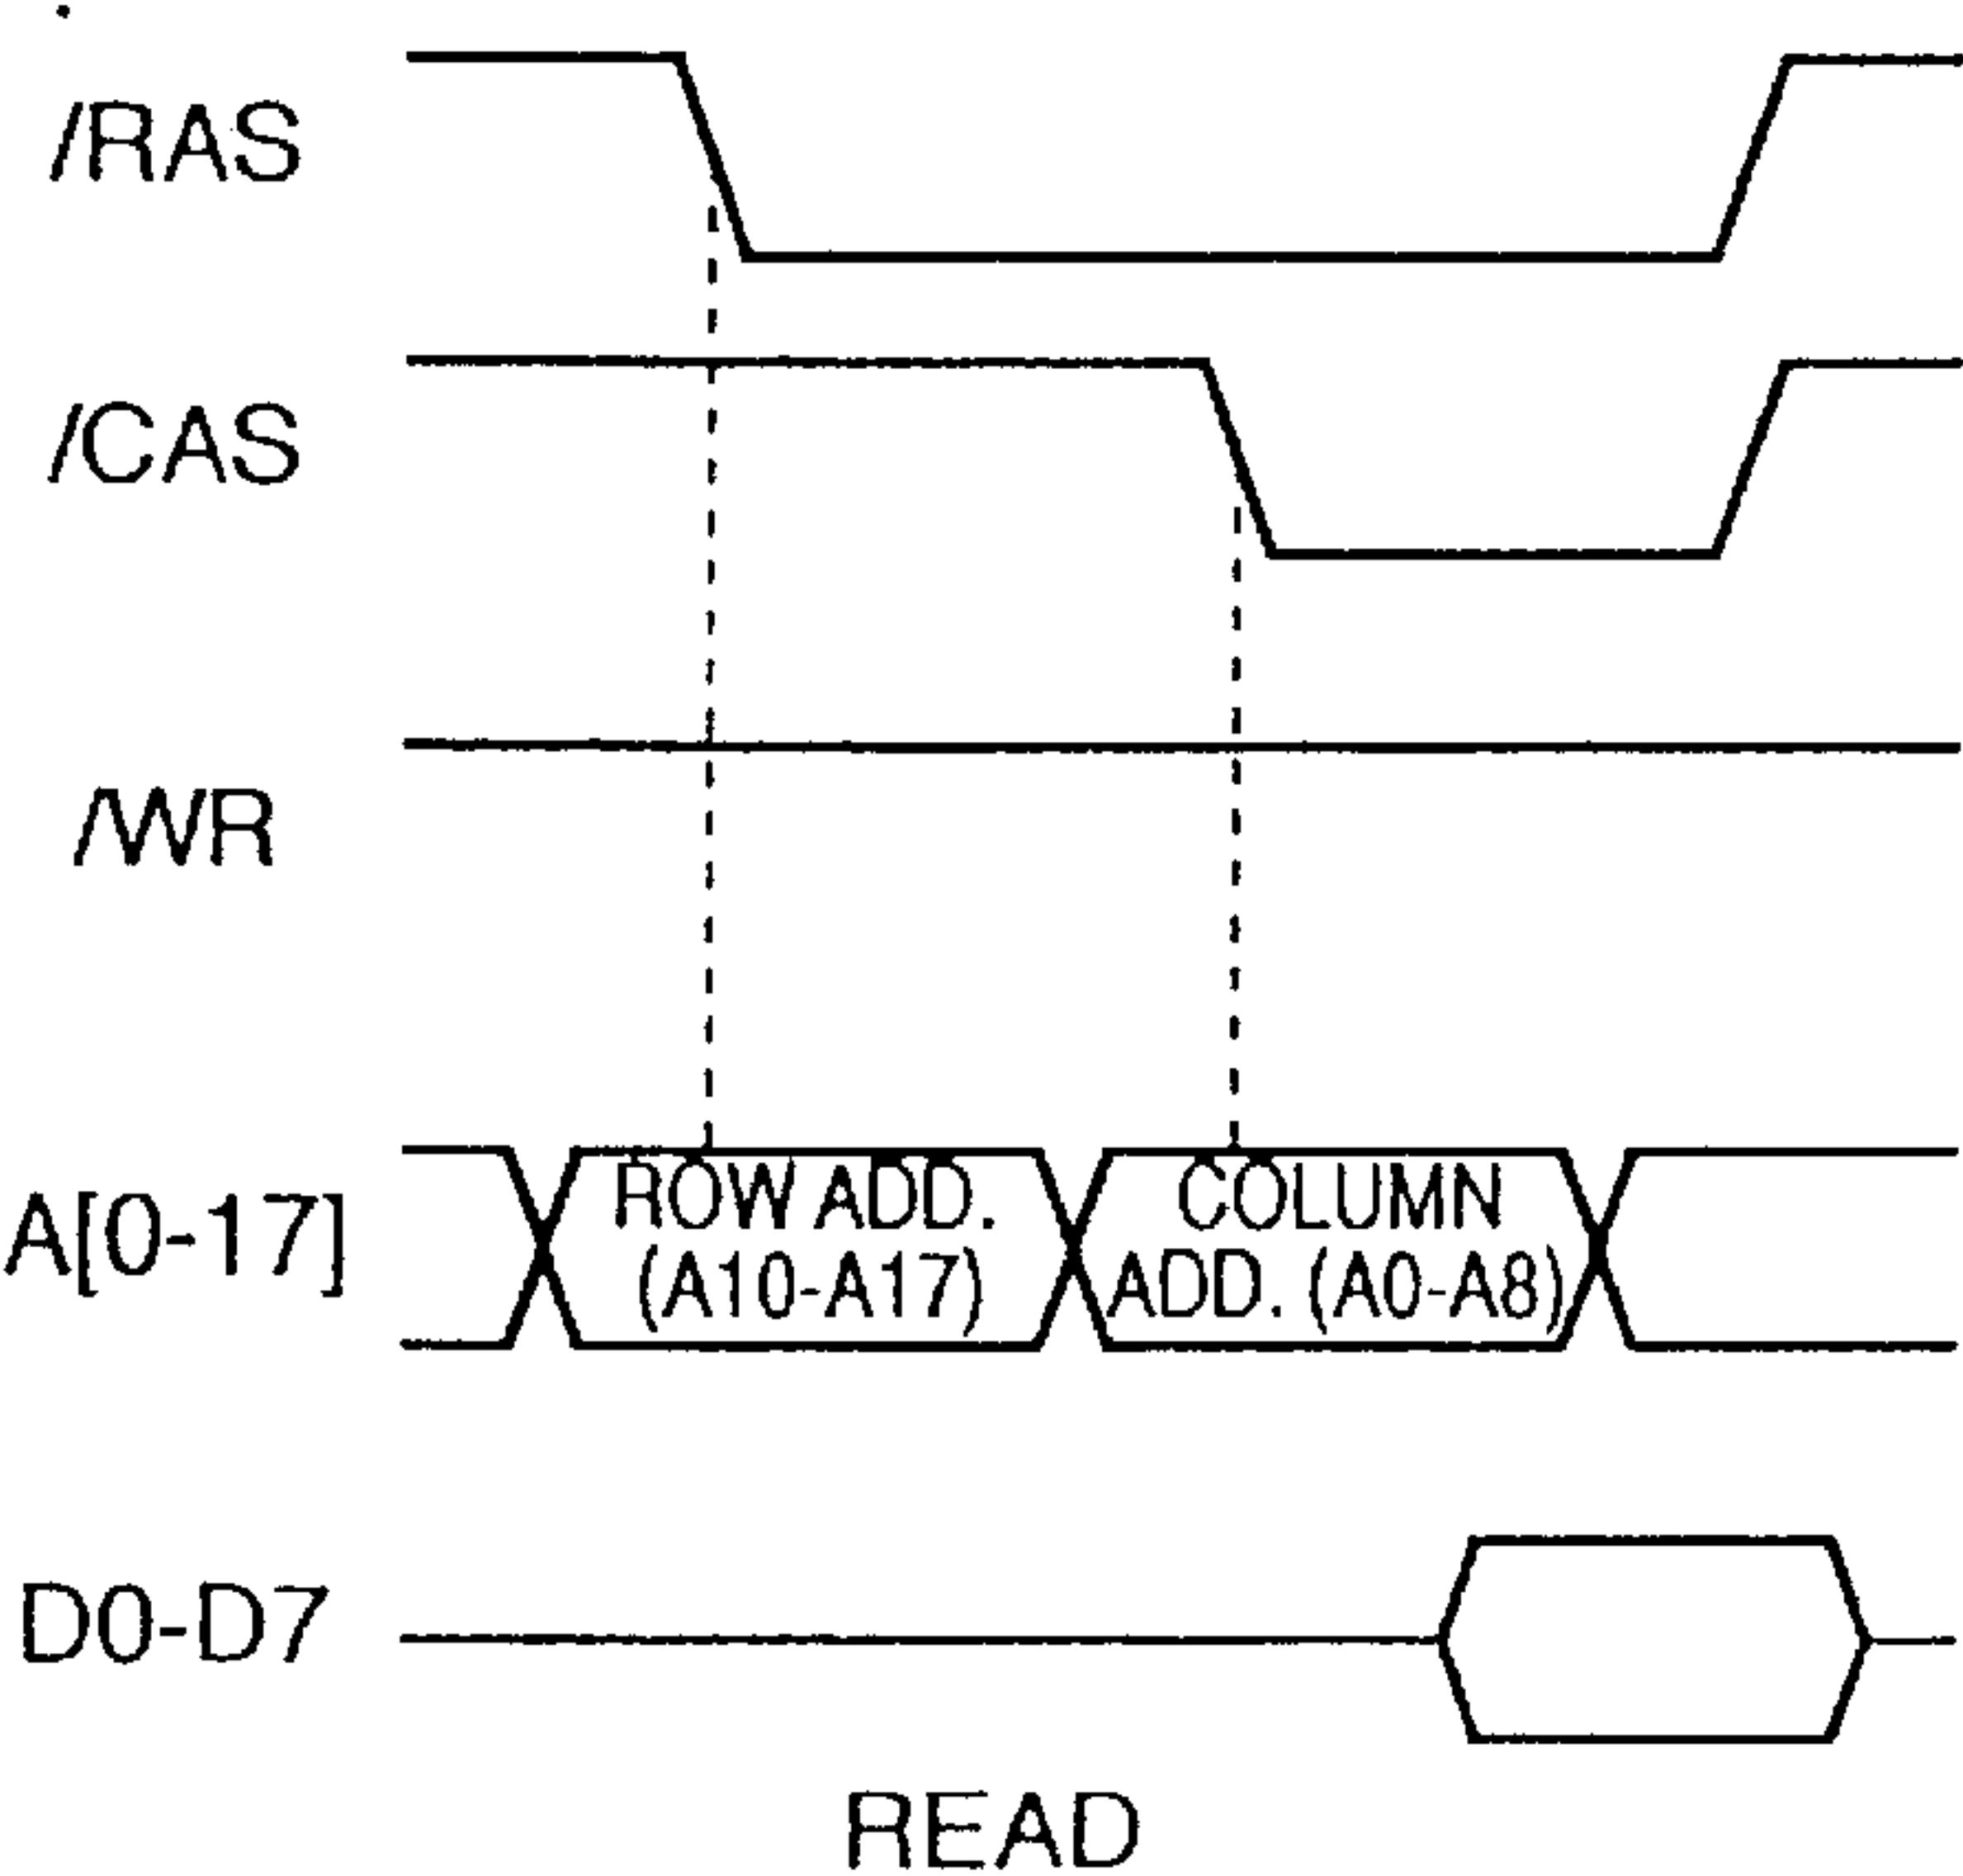 /RAS
/CAS
/WR
A[0-17]
ROW ADD.
(A10-A17)
COLUMN
ADD. (A0-A8)
D0-D7
READ